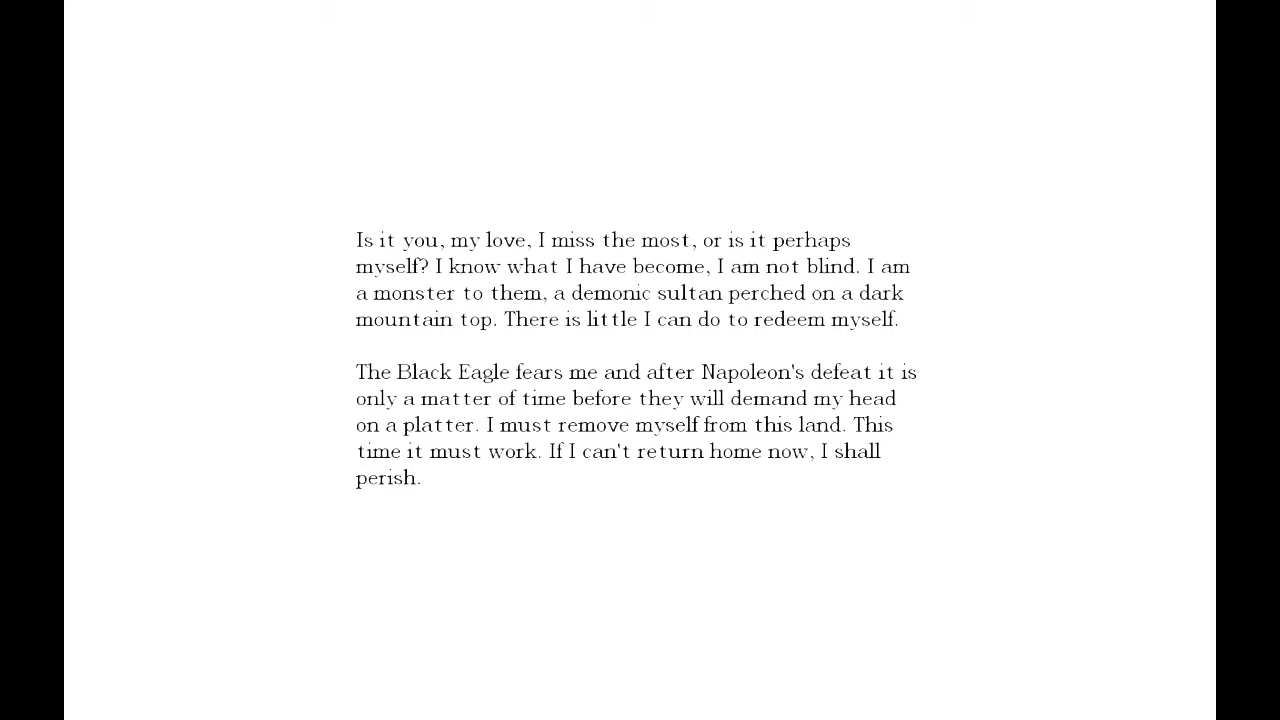 Is it you, my love, I miss the most, or is it perhaps
myself? I know what I have become, I am not blind. I am
a monster to them, a demonic sultan perched on a dark
mountain top. There is little I can do to redeem myself.
The Black Eagle fears me and after Napoleon's defeat it is
only a matter of time before they will demand my head
on a platter. I must remove myself from this land. This
time it must work. If I can't return home now, I shall
perish.